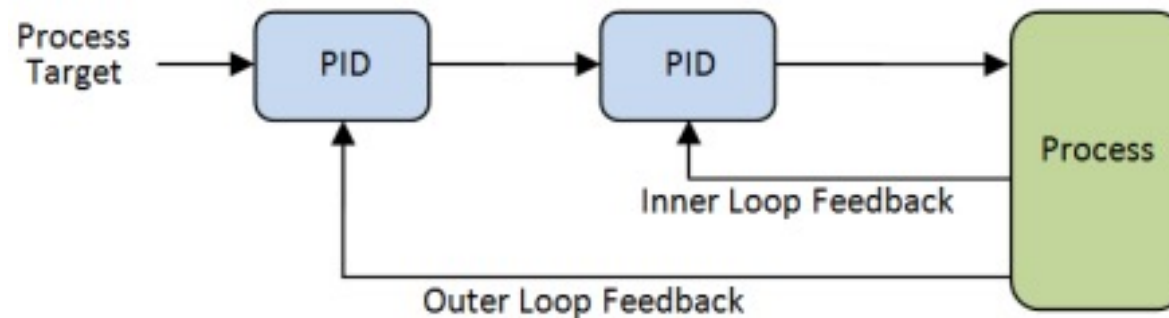 Process
Target
PID
PID
Process
Inner Loop Feedback
Outer Loop Feedback